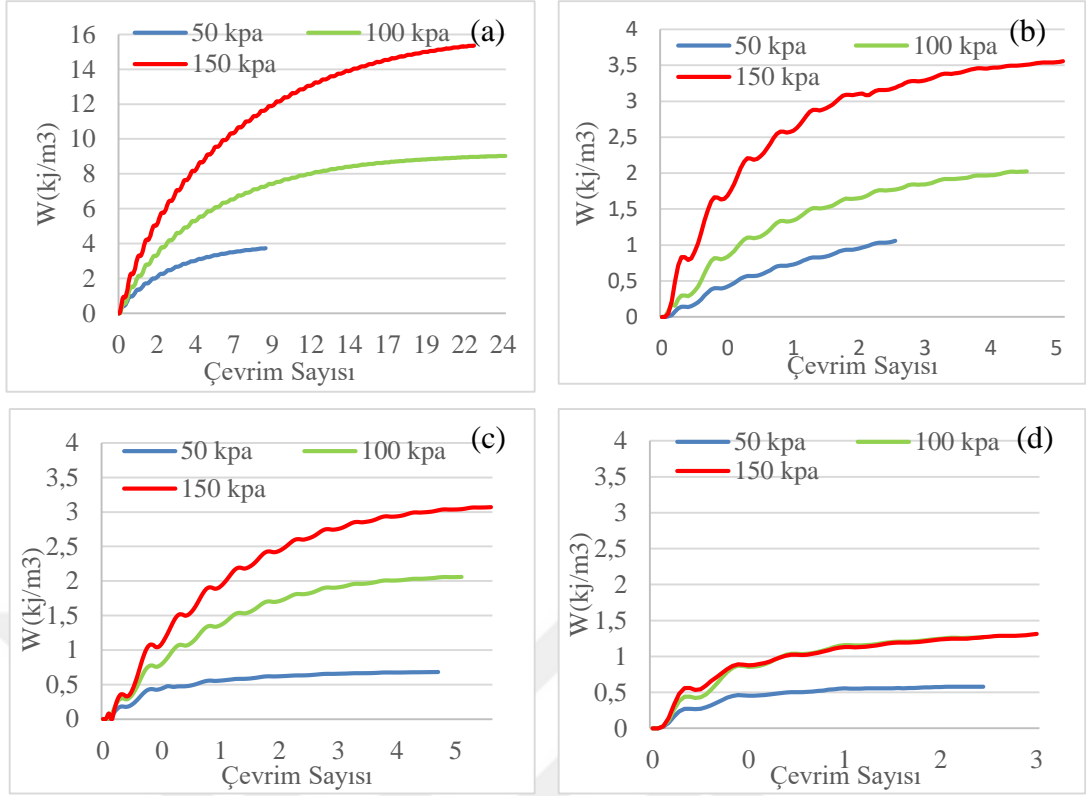 50 kpa 100 kpa (a)
150 kpa
16
14
12
10
8
6
4
2
0
W(kj/m3)
0 2 4 7 9 12 14 17 19 22 24
Çevrim Sayısı
50 kpa 100 kpa (b)
150 kpa
4
3,5
3
2,5
2
1,5
1
0,5
0
W(kj/m3)
0 0 1 2 3 4 5
Çevrim Sayısı
50 kpa 100 kpa (c)
150 kpa
4
3,5
3
2,5
2
1,5
1
0,5
0
W(kj/m3)
0 0 1 2 3 5
Çevrim Sayısı
50 kpa 100 kpa (d)
150 kpa
4
3,5
3
2,5
2
1,5
1
0,5
0
W(kj/m3)
0 0 1 2 3
Çevrim Sayısı